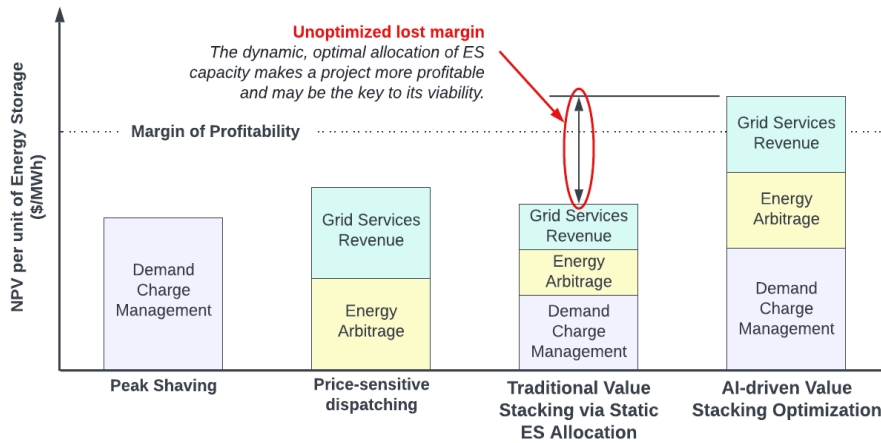 Unoptimized lost margin
The dynamic, optimal allocation of ES
capacity makes a project more profitable
and may be the key to its viability.
Margin of Profitability
NPV per unit of Energy Storage
($/MWh)
Demand
Charge
Management
Peak Shaving
Grid Services
Revenue
Energy
Arbitrage
Price-sensitive
dispatching
Grid Services
Revenue
Energy
Arbitrage
Demand
Charge
Management
Traditional Value
Stacking via Static
ES Allocation
Grid Services
Revenue
Energy
Arbitrage
Demand
Charge
Management
AI-driven Value
Stacking Optimization